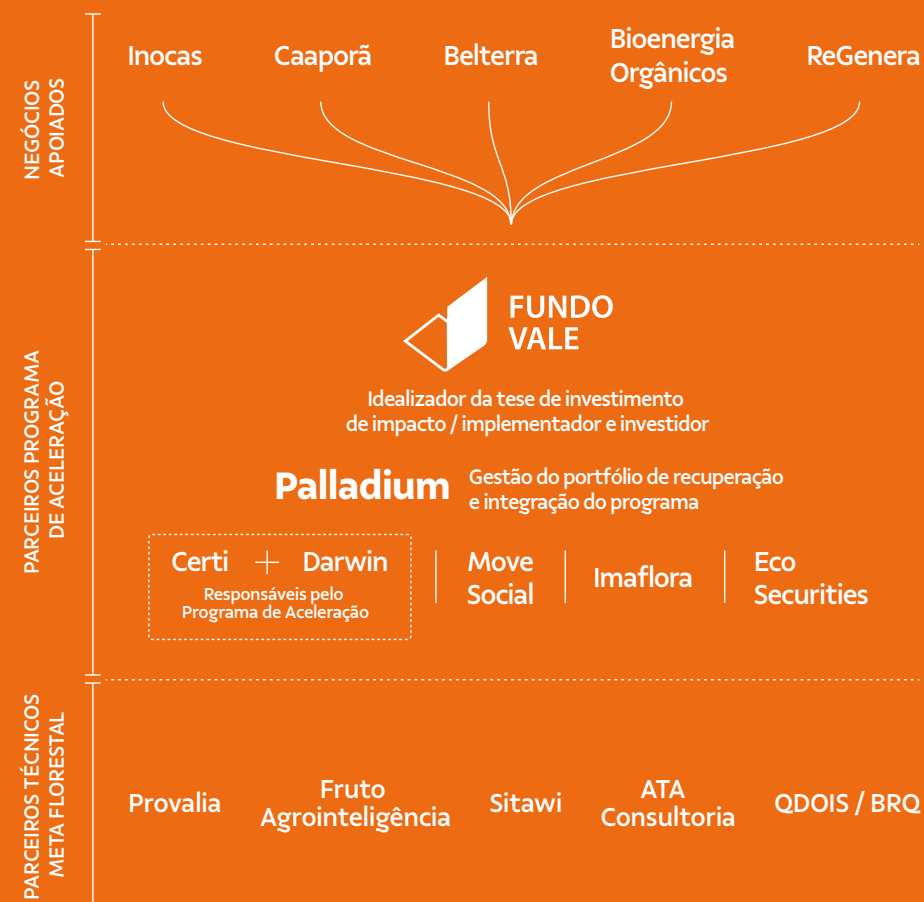 NEGÓCIOS
APOIADOS
Inocas
Caaporã
Belterra
Bioenergia
Orgânicos
ReGenera
PARCEIROS PROGRAMA
DE ACELERAÇÃO
FUNDO
VALE
Idealizador da tese de investimento
de impacto / implementador e investidor
Palladium
Gestão do portfólio de recuperação
e integração do programa
Certi + Darwin
Responsáveis pelo
Programa de Aceleração
Move
Social
Imaflora
Eco
Securities
PARCEIROS TÉCNICOS
META FLORESTAL
Provalia
Fruto
Agrointeligência
Sitawi
ATA
Consultoria
QDOIS / BRQ